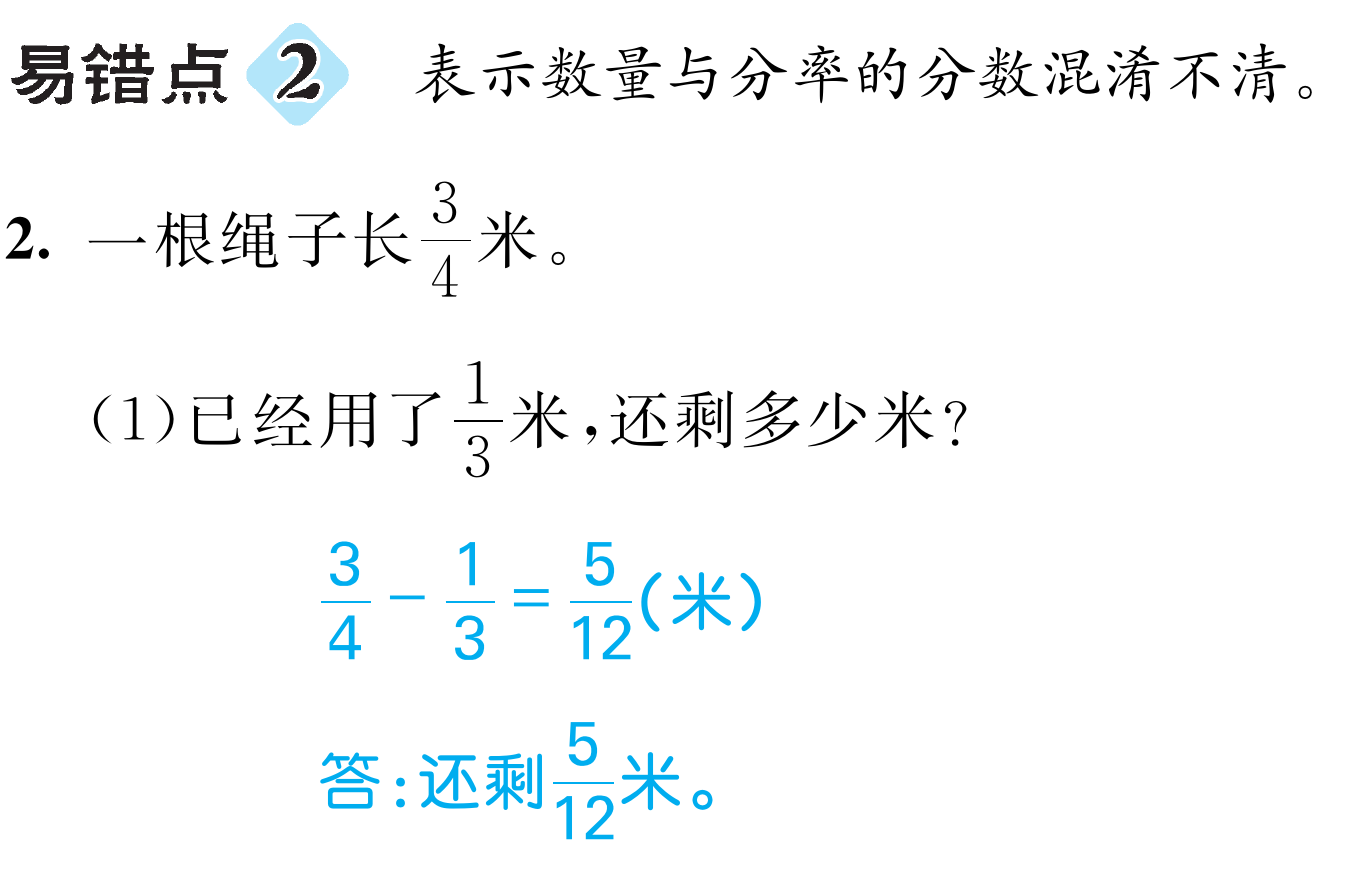 易错点2 表示数量与分率的分数混淆不清。
2. 一根绳子长3/4米。
(1)已经用了1/3米,还剩多少米?
3/4-1/3=5/12(米)
答:还剩5/12米。